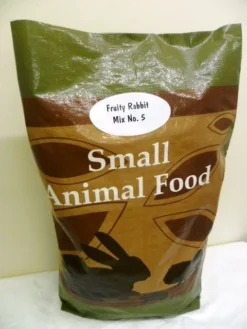 Fruity Rabbit
Mix No. 5
Small
Animal Food